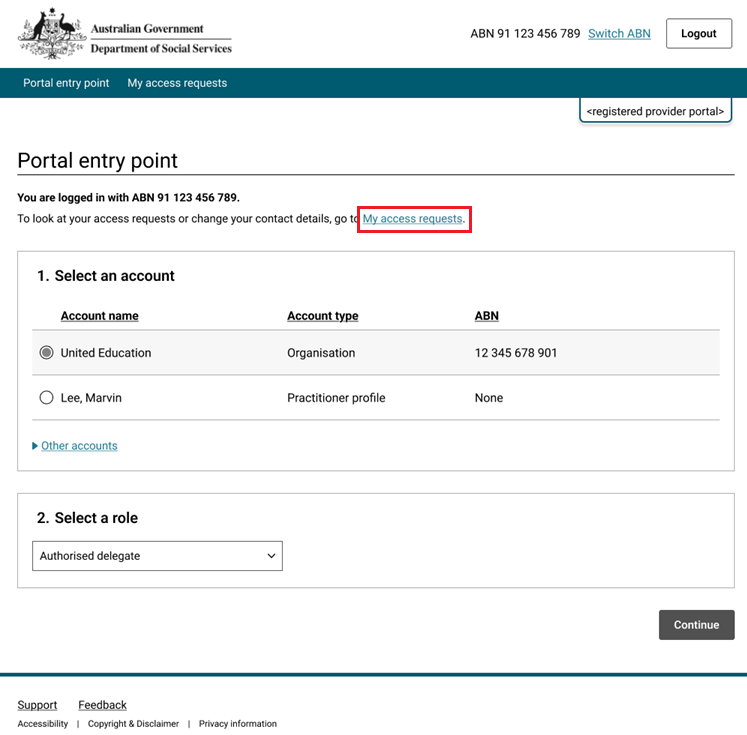 Australian Government
Department of Social Services
ABN 91 123 456 789 Switch ABN Logout
Portal entry point My access requests
<registered provider portal>
Portal entry point
You are logged in with ABN 91 123 456 789.
To look at your access requests or change your contact details, go to My access requests.
1. Select an account
Account name Account type ABN
United Education Organisation 12 345 678 901
Lee, Marvin Practitioner profile None
Other accounts
2. Select a role
Authorised delegate
Continue
Support Feedback
Accessibility | Copyright & Disclaimer | Privacy information